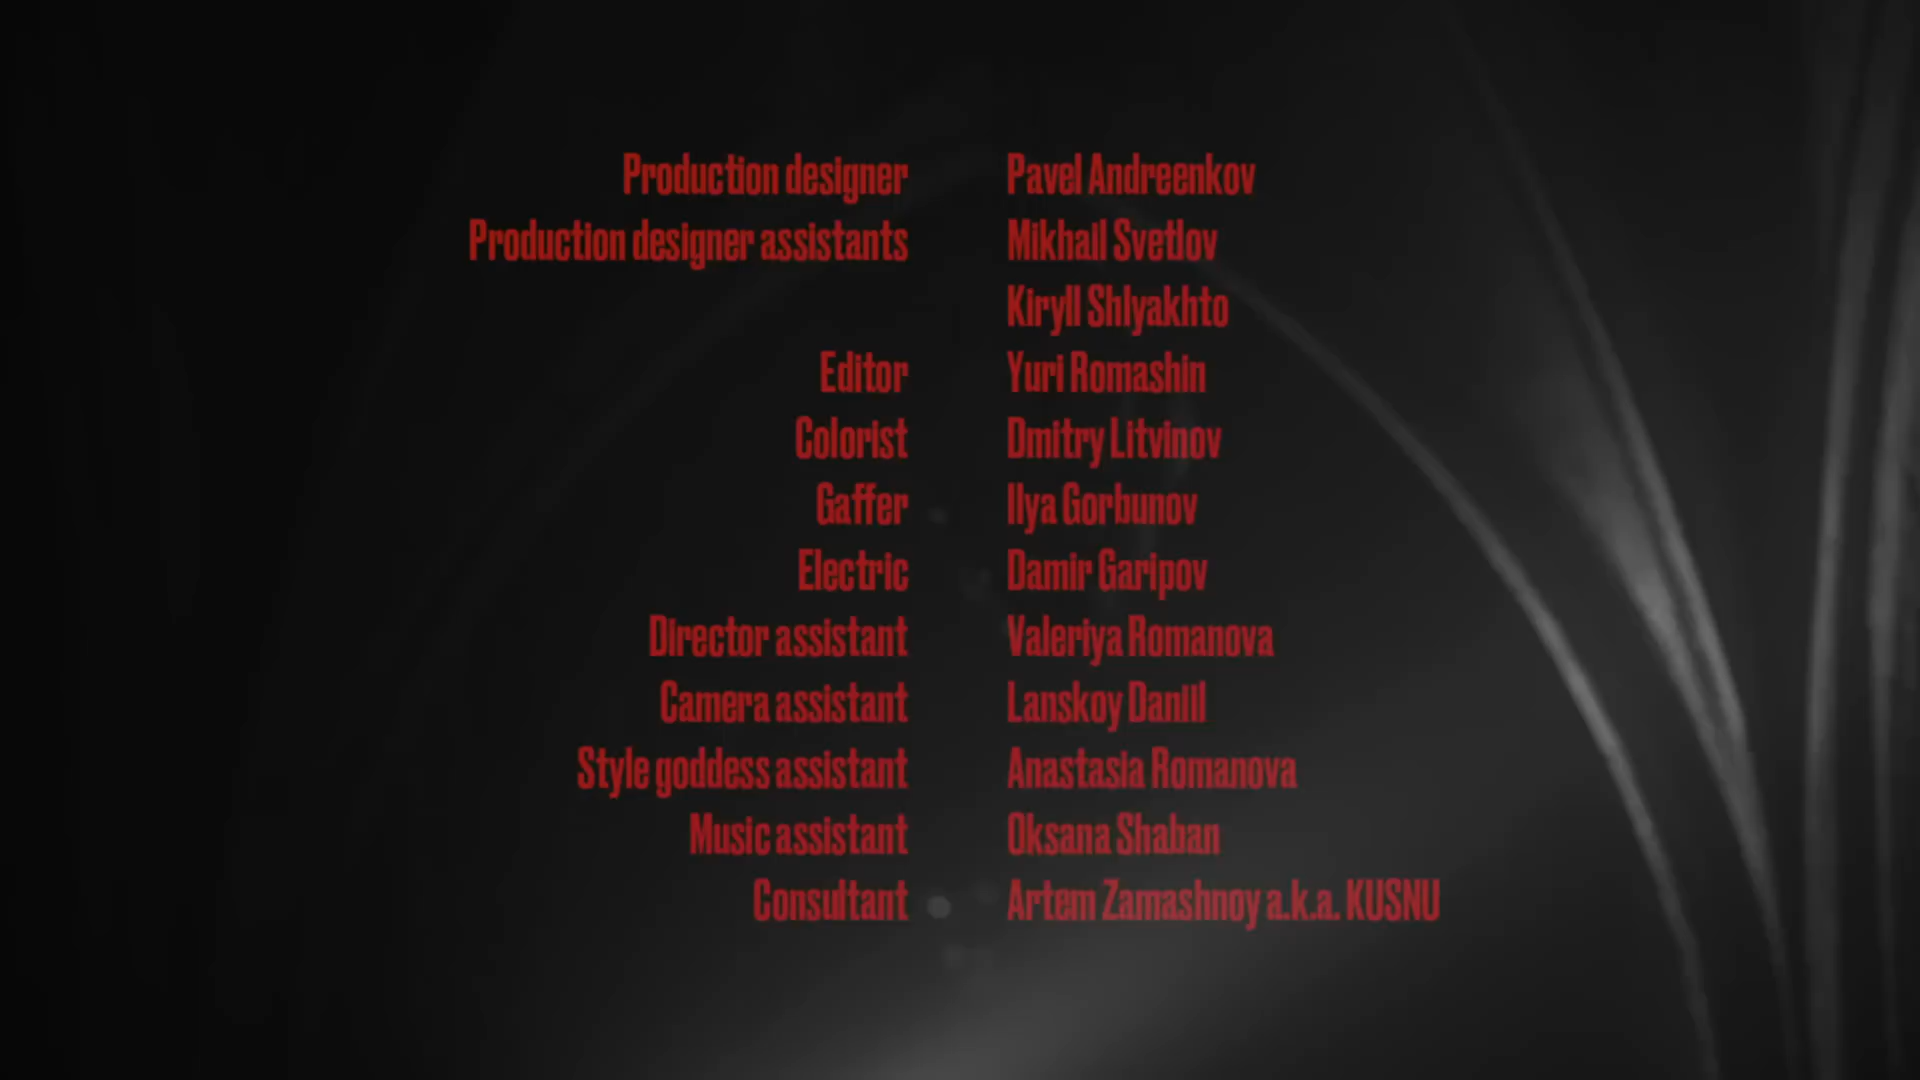 Production designer Pavel Andreenkov
Production designer assistants Mikhail Svetlov
Kiryll Shlyakhto
Editor Yuri Romashin
Colorist Dmitry Litvinov
Gaffer Ilya Gorbunov
Electric Damir Garipov
Director assistant Valeriya Romanova
Camera assistant Lanskoy Daniil
Style goddess assistant Anastasia Romanova
Music assistant Oksana Shaban
Consultant Artem Zamashnoy a.k.a. KUSNU